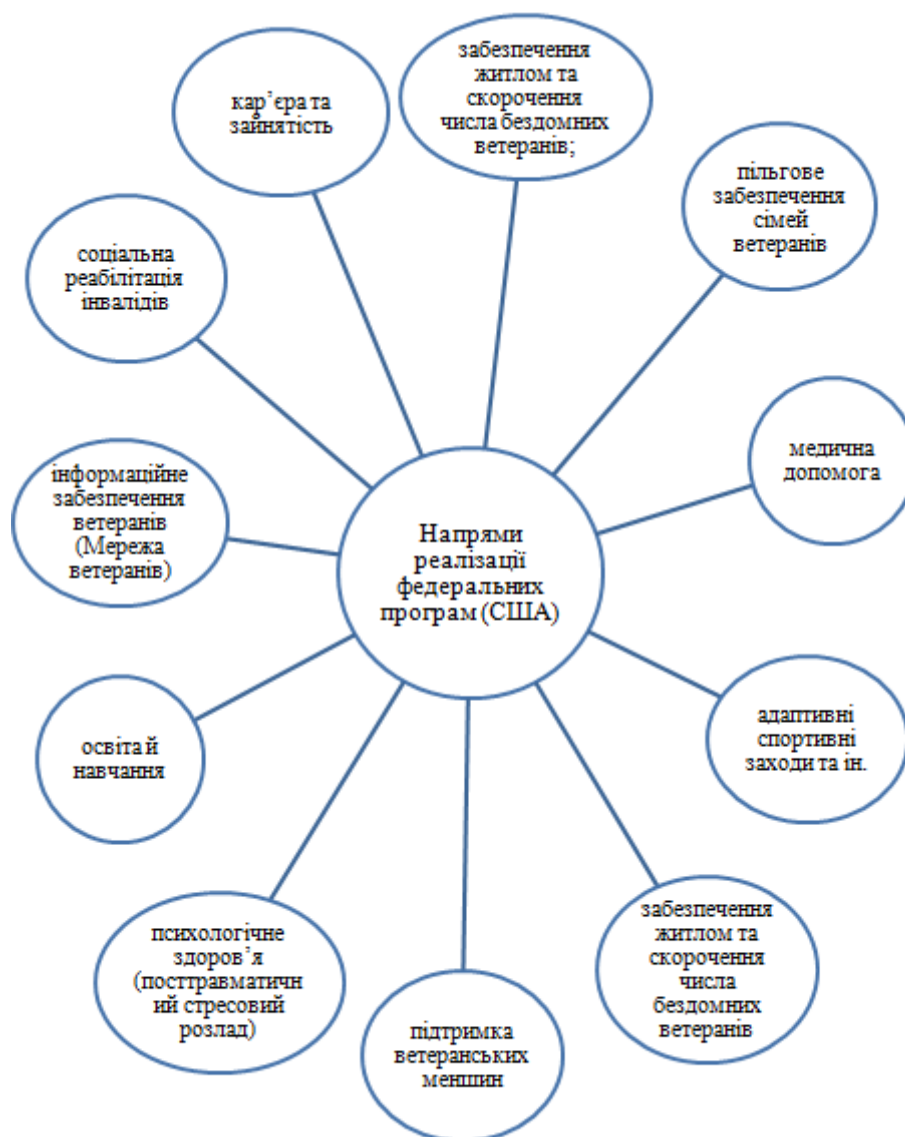 забезпечення
житлом та
скорочення
числа бездомних
ветеранів;
кар’єра та
зайнятість
пільгове
забезпечення
сімей
ветеранів
соціальна
реабілітація
інвалідів
медична
допомога
інформаційне
забезпечення
ветеранів
(Мережа
ветеранів)
Напрями
реалізації
федеральних
програм (США)
адаптивні
спортивні
заходи та ін.
освіта й
навчання
забезпечення
житлом та
скорочення
числа
бездомних
ветеранів
психологічне
здоров’я
(посттравматичн
ий стресовий
розлад)
підтримка
ветеранських
меншин